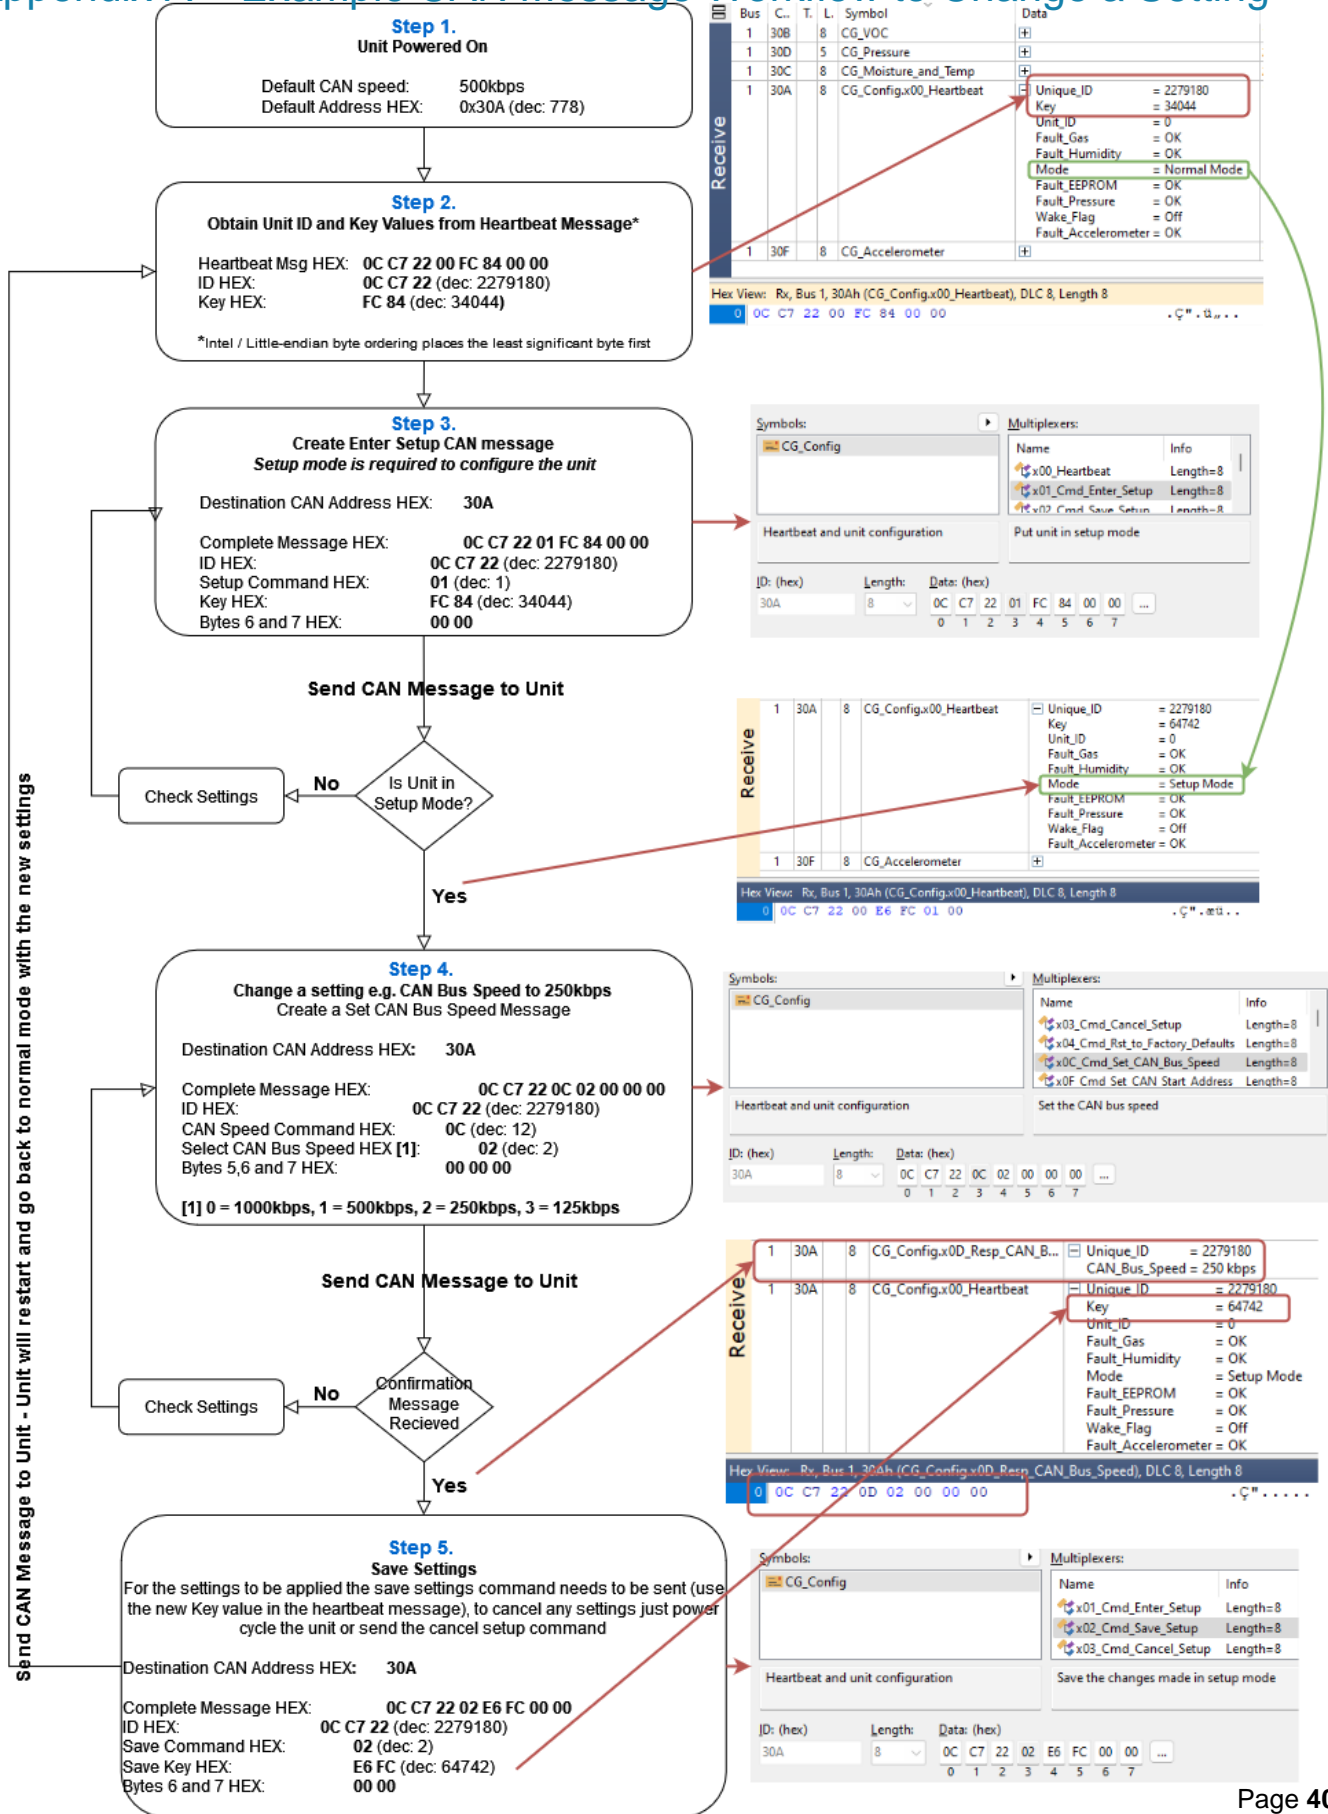 Appendix A - Example CAN Message Workflow to Change a Setting
Step 1.
Unit Powered On
Default CAN speed: 500kbps
Default Address HEX: 0x30A (dec: 778)
Step 2.
Obtain Unit ID and Key Values from Heartbeat Message*
Heartbeat Msg HEX: 0C C7 22 00 FC 84 00 00
ID HEX: 0C C7 22 (dec: 2279180)
Key HEX: FC 84 (dec: 34044)
*Intel / Little-endian byte ordering places the least significant byte first
Step 3.
Create Enter Setup CAN message
Setup mode is required to configure the unit
Destination CAN Address HEX: 30A
Complete Message HEX: 0C C7 22 01 FC 84 00 00
ID HEX: 0C C7 22 (dec: 2279180)
Setup Command HEX: 01 (dec: 1)
Key HEX: FC 84 (dec: 34044)
Bytes 6 and 7 HEX: 00 00
Send CAN Message to Unit
Is Unit in
Setup Mode?
No
Check Settings
Yes
Step 4.
Change a setting e.g. CAN Bus Speed to 250kbps
Create a Set CAN Bus Speed Message
Destination CAN Address HEX: 30A
Complete Message HEX: 0C C7 22 0C 02 00 00 00
ID HEX: 0C C7 22 (dec: 2279180)
CAN Speed Command HEX: 0C (dec: 12)
Select CAN Bus Speed HEX [1]: 02 (dec: 2)
Bytes 5,6 and 7 HEX: 00 00 00
[1] 0 = 1000kbps, 1 = 500kbps, 2 = 250kbps, 3 = 125kbps
Send CAN Message to Unit
Confirmation
Message
Recieved
No
Check Settings
Yes
Step 5.
Save Settings
For the settings to be applied the save settings command needs to be sent (use
the new Key value in the heartbeat message), to cancel any settings just power
cycle the unit or send the cancel setup command
Destination CAN Address HEX: 30A
Complete Message HEX: 0C C7 22 02 E6 FC 00 00
ID HEX: 0C C7 22 (dec: 2279180)
Save Command HEX: 02 (dec: 2)
Save Key HEX: E6 FC (dec: 64742)
Bytes 6 and 7 HEX: 00 00
Send CAN Message to Unit - Unit will restart and go back to normal mode with the new settings
Bus C.. T. L. Symbol Data
Receive
1 30B 8 CG_VOC
1 30D 5 CG_Pressure
1 30C 8 CG_Moisture_and_Temp
1 30A 8 CG_Config.x00_Heartbeat Unique_ID = 2279180
Key = 34044
Unit_ID = 0
Fault_Gas = OK
Fault_Humidity = OK
Mode = Normal Mode
Fault_EEPROM = OK
Fault_Pressure = OK
Wake_Flag = Off
Fault_Accelerometer = OK
1 30F 8 CG_Accelerometer
Hex View: Rx, Bus 1, 30Ah (CG_Config.x00_Heartbeat), DLC 8, Length 8
0 0C C7 22 00 FC 84 00 00 .Ç".ü„..
Symbols: Multiplexers:
CG_Config
Name Info
x00_Heartbeat Length=8
x01_Cmd_Enter_Setup Length=8
x02_Cmd_Save_Setup Length=8
Heartbeat and unit configuration Put unit in setup mode
ID: (hex) Length: Data: (hex)
30A 8 0C C7 22 01 FC 84 00 00 ...
0 1 2 3 4 5 6 7
Receive
1 30A 8 CG_Config.x00_Heartbeat Unique_ID = 2279180
Key = 64742
Unit_ID = 0
Fault_Gas = OK
Fault_Humidity = OK
Mode = Setup Mode
Fault_EEPROM = OK
Fault_Pressure = OK
Wake_Flag = Off
Fault_Accelerometer = OK
1 30F 8 CG_Accelerometer
Hex View: Rx, Bus 1, 30Ah (CG_Config.x00_Heartbeat), DLC 8, Length 8
0 0C C7 22 00 E6 FC 01 00 .Ç".æü..
Symbols: Multiplexers:
CG_Config
Name Info
x03_Cmd_Cancel_Setup Length=8
x04_Cmd_Rst_to_Factory_Defaults Length=8
x0C_Cmd_Set_CAN_Bus_Speed Length=8
x0F_Cmd_Set_CAN_Start_Address Length=8
Heartbeat and unit configuration Set the CAN bus speed
ID: (hex) Length: Data: (hex)
30A 8 0C C7 22 0C 02 00 00 00 ...
0 1 2 3 4 5 6 7
Receive
1 30A 8 CG_Config.x0D_Resp_CAN_B... Unique_ID = 2279180
CAN_Bus_Speed = 250 kbps
1 30A 8 CG_Config.x00_Heartbeat Unique_ID = 2279180
Key = 64742
Unit_ID = 0
Fault_Gas = OK
Fault_Humidity = OK
Mode = Setup Mode
Fault_EEPROM = OK
Fault_Pressure = OK
Wake_Flag = Off
Fault_Accelerometer = OK
Hex View: Rx, Bus 1, 30Ah (CG_Config.x0D_Resp_CAN_Bus_Speed), DLC 8, Length 8
0 0C C7 22 0D 02 00 00 00 .Ç".....
Symbols: Multiplexers:
CG_Config
Name Info
x01_Cmd_Enter_Setup Length=8
x02_Cmd_Save_Setup Length=8
x03_Cmd_Cancel_Setup Length=8
Heartbeat and unit configuration Save the changes made in setup mode
ID: (hex) Length: Data: (hex)
30A 8 0C C7 22 02 E6 FC 00 00 ...
0 1 2 3 4 5 6 7
Page 40